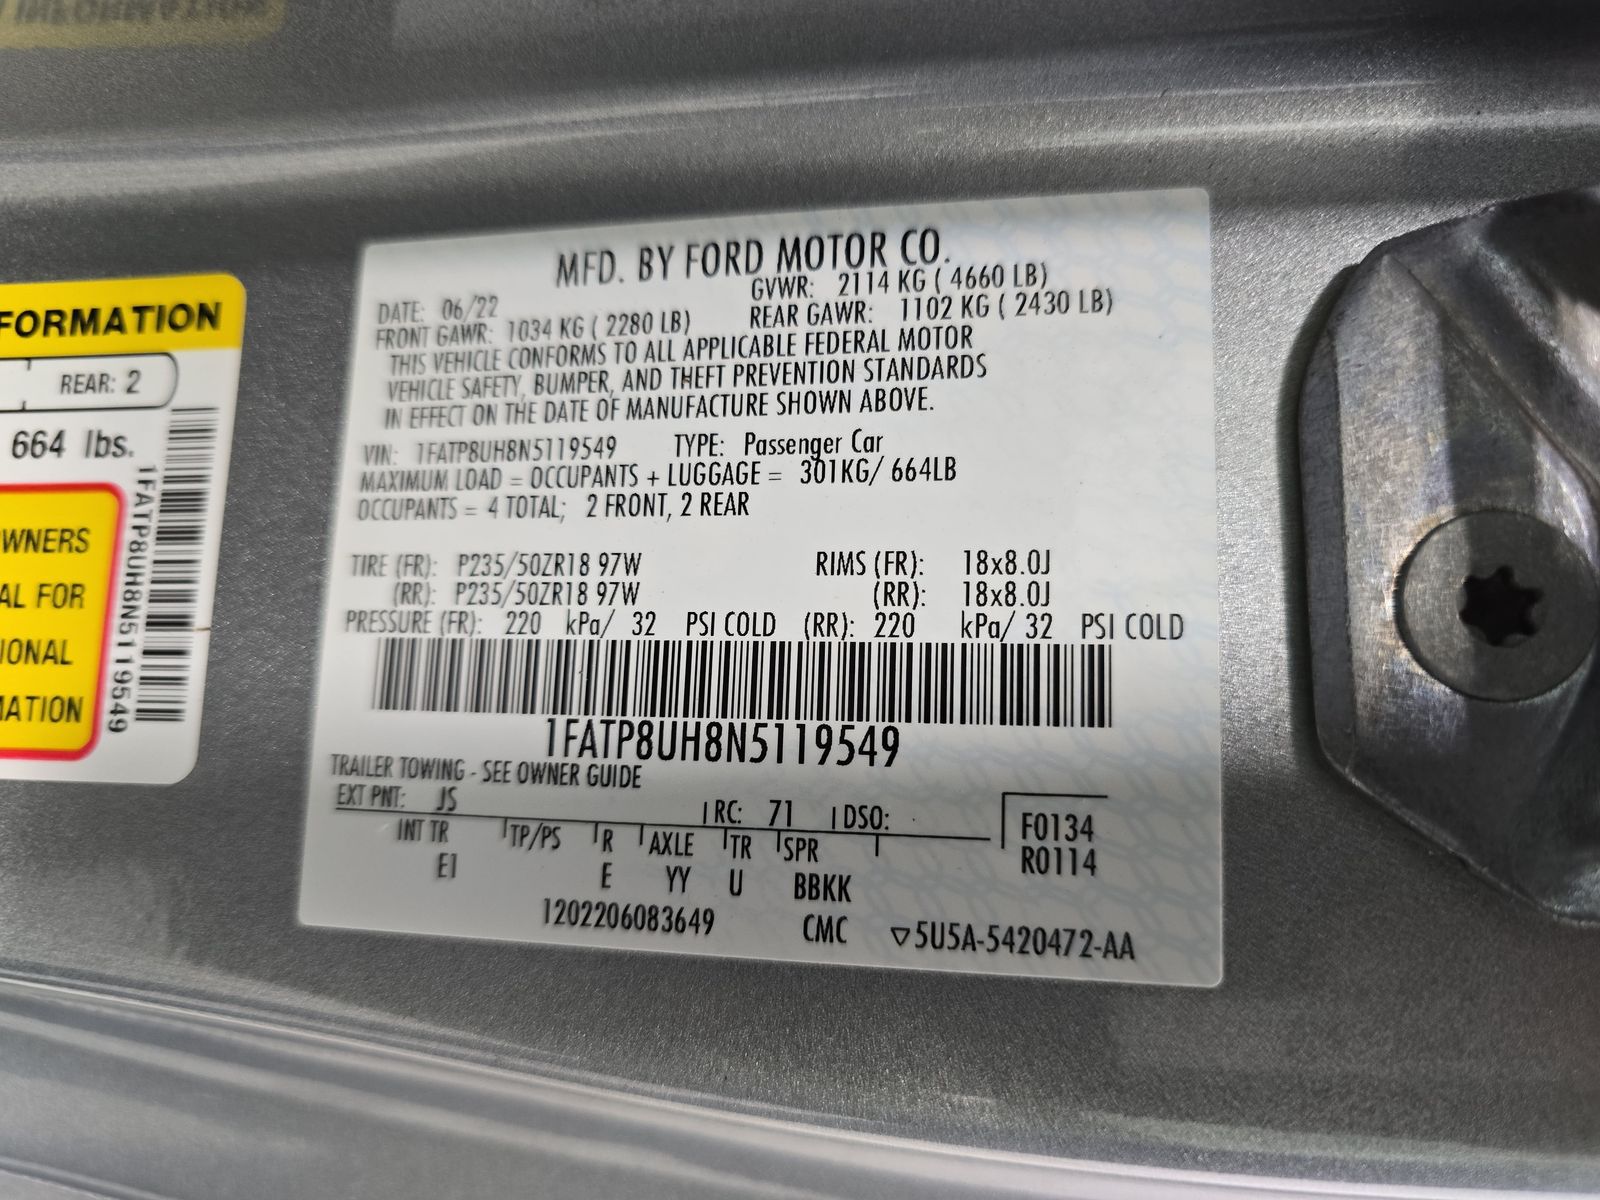 FORMATION
REAR: 2
664 lbs.
WNERS
AL FOR
IONAL
MATION
1FATP8UH8N5119549
MFD. BY FORD MOTOR CO.
DATE: 06/22 GVWR: 2114 KG ( 4660 LB)
FRONT GAWR: 1034 KG ( 2280 LB) REAR GAWR: 1102 KG ( 2430 LB)
THIS VEHICLE CONFORMS TO ALL APPLICABLE FEDERAL MOTOR
VEHICLE SAFETY, BUMPER, AND THEFT PREVENTION STANDARDS
IN EFFECT ON THE DATE OF MANUFACTURE SHOWN ABOVE.
VIN: 1FATP8UH8N5119549 TYPE: Passenger Car
MAXIMUM LOAD = OCCUPANTS + LUGGAGE = 301KG/ 664LB
OCCUPANTS = 4 TOTAL; 2 FRONT, 2 REAR
TIRE (FR): P235/50ZR18 97W RIMS (FR): 18x8.0J
(RR): P235/50ZR18 97W (RR): 18x8.0J
PRESSURE (FR): 220 kPa/ 32 PSI COLD (RR): 220 kPa/ 32 PSI COLD
1FATP8UH8N5119549
TRAILER TOWING - SEE OWNER GUIDE
EXT PNT: JS RC: 71 DSO: F0134
INT TR TP/PS R AXLE TR SPR R0114
EI E YY U BBKK
1202206083649 CMC ▽5U5A-5420472-AA